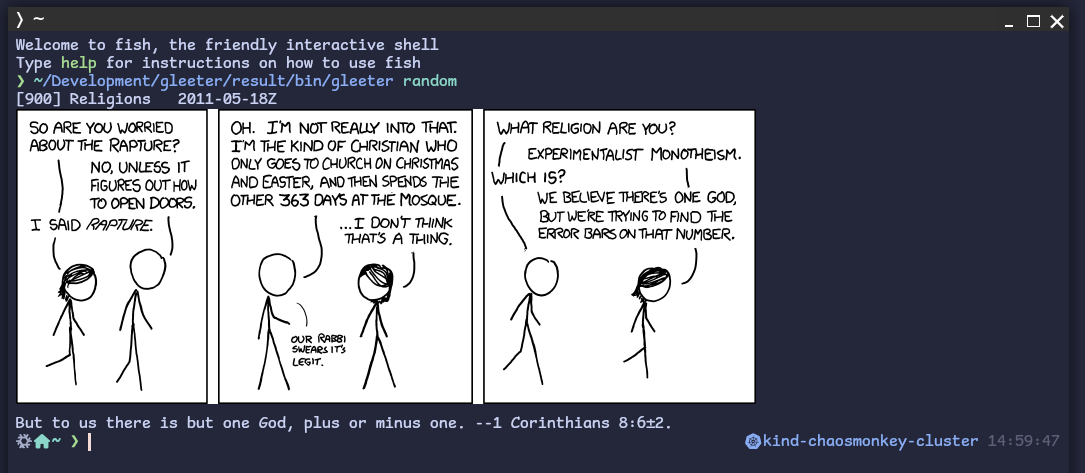 ❯ ~
Welcome to fish, the friendly interactive shell
Type help for instructions on how to use fish
❯ ~/Development/gleeter/result/bin/gleeter random
[900] Religions 2011-05-18Z
SO ARE YOU WORRIED
ABOUT THE RAPTURE?
NO, UNLESS IT
FIGURES OUT HOW
TO OPEN DOORS.
I SAID RAPTURE.
OH. I'M NOT REALLY INTO THAT.
I'M THE KIND OF CHRISTIAN WHO
ONLY GOES TO CHURCH ON CHRISTMAS
AND EASTER, AND THEN SPENDS THE
OTHER 363 DAYS AT THE MOSQUE.
...I DON'T THINK
THAT'S A THING.
OUR RABBI
SWEARS IT'S
LEGIT.
WHAT RELIGION ARE YOU?
EXPERIMENTALIST MONOTHEISM.
WHICH IS?
WE BELIEVE THERE'S ONE GOD,
BUT WE'RE TRYING TO FIND THE
ERROR BARS ON THAT NUMBER.
But to us there is but one God, plus or minus one. --1 Corinthians 8:6±2.
~ ❯ kind-chaosmonkey-cluster 14:59:47